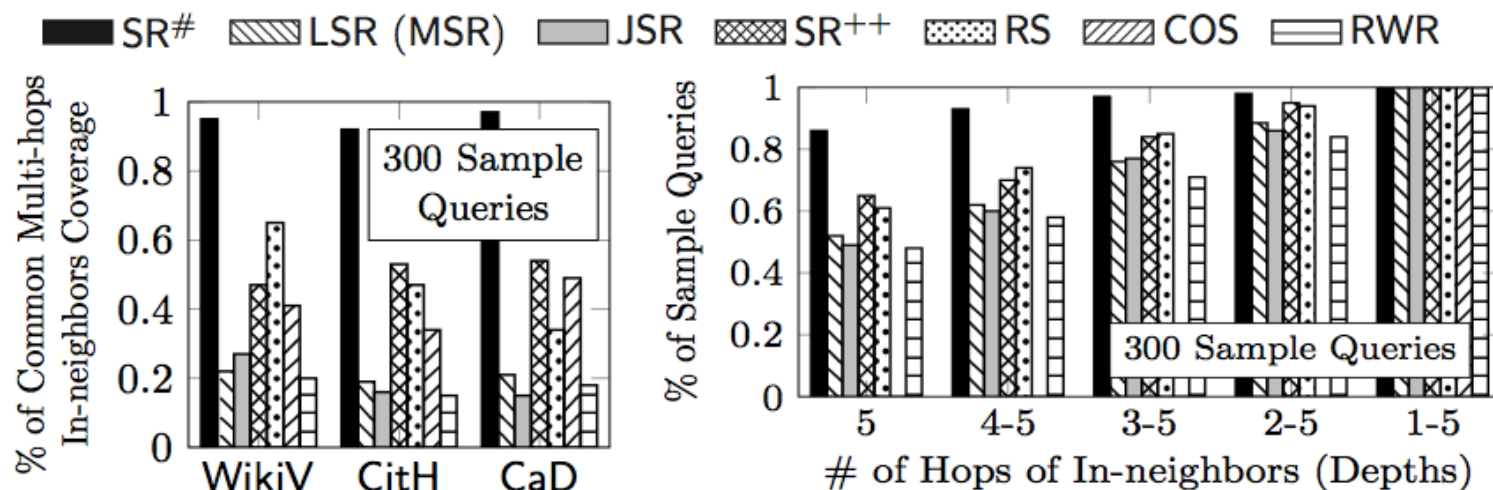 SR# LSR (MSR) JSR SR++ RS COS RWR
% of Common Multi-hops
In-neighbors Coverage
1
0.8
0.6
0.4
0.2
0
300 Sample
Queries
WikiV CitH CaD
% of Sample Queries
1
0.8
0.6
0.4
0.2
0
300 Sample Queries
5 4-5 3-5 2-5 1-5
# of Hops of In-neighbors (Depths)